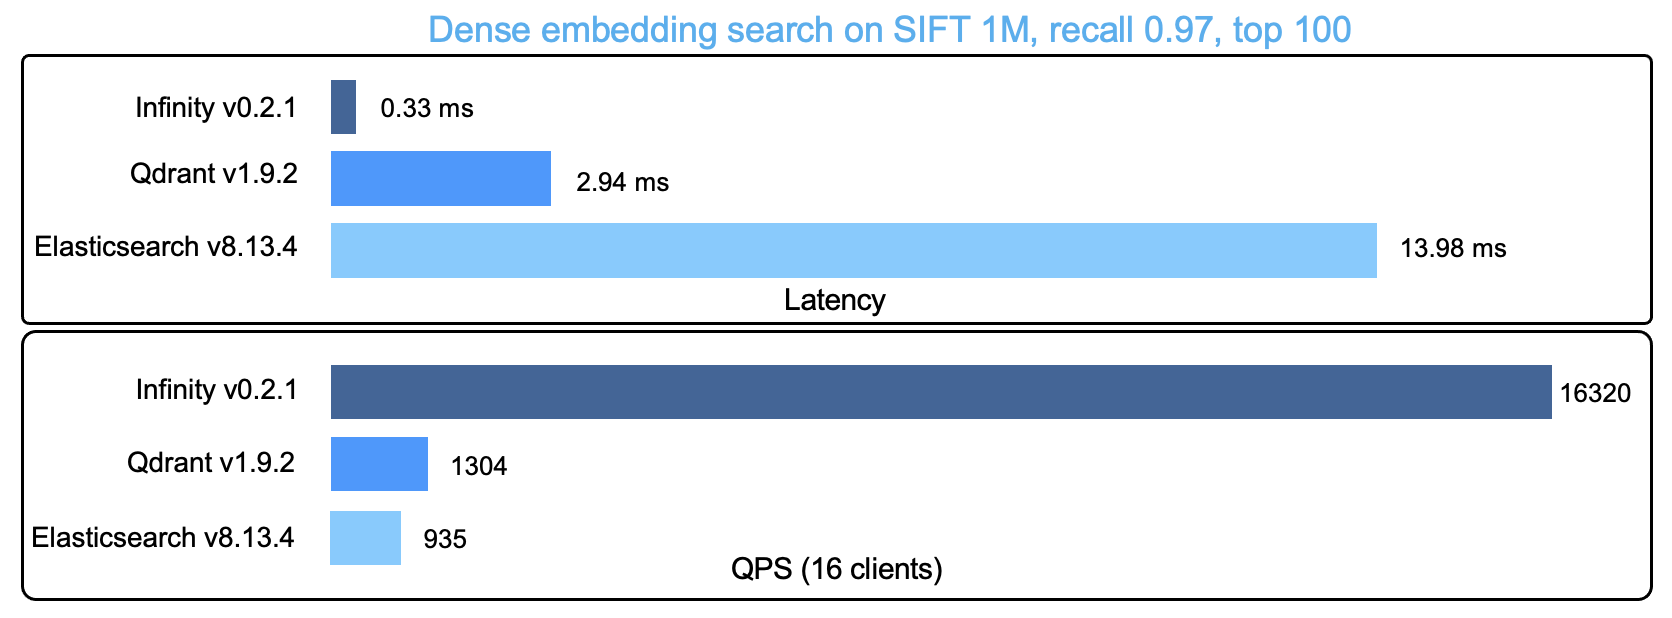 Dense embedding search on SIFT 1M, recall 0.97, top 100
Infinity v0.2.1 0.33 ms
Qdrant v1.9.2 2.94 ms
Elasticsearch v8.13.4 13.98 ms
Latency
Infinity v0.2.1 16320
Qdrant v1.9.2 1304
Elasticsearch v8.13.4 935
QPS (16 clients)